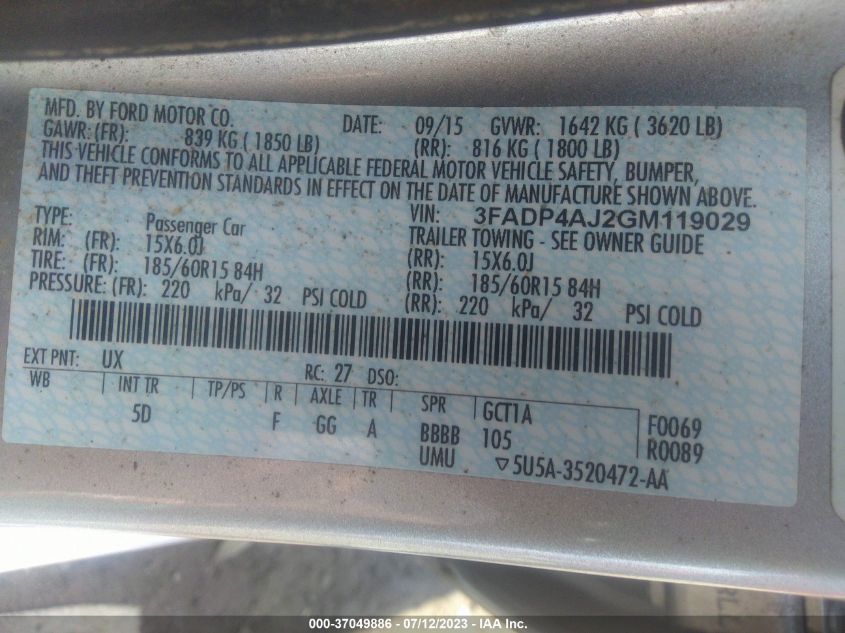 MFD. BY FORD MOTOR CO. DATE: 09/15 GVWR: 1642 KG ( 3620 LB)
GAWR: (FR): 839 KG ( 1850 LB) (RR): 816 KG ( 1800 LB)
THIS VEHICLE CONFORMS TO ALL APPLICABLE FEDERAL MOTOR VEHICLE SAFETY, BUMPER,
AND THEFT PREVENTION STANDARDS IN EFFECT ON THE DATE OF MANUFACTURE SHOWN ABOVE.
VIN: 3FADP4AJ2GM119029
TYPE: Passenger Car TRAILER TOWING - SEE OWNER GUIDE
RIM: (FR): 15X6.0J (RR): 15X6.0J
TIRE: (FR): 185/60R15 84H (RR): 185/60R15 84H
PRESSURE: (FR): 220 kPa/ 32 PSI COLD (RR): 220 kPa/ 32 PSI COLD
EXT PNT: UX RC: 27 DSO:
WB INT TR TP/PS R AXLE TR SPR GCT1A F0069
5D F GG A BBBB 105 R0089
UMU ▽5U5A-3520472-AA
000-37049886 - 07/12/2023 - IAA Inc.